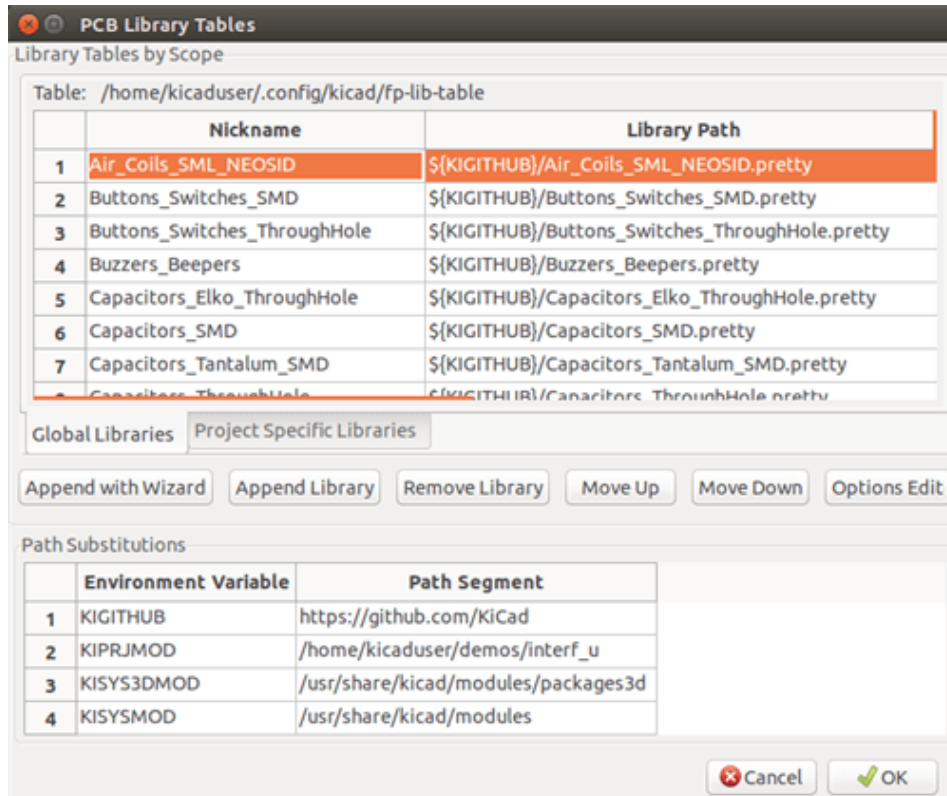 PCB Library Tables
Library Tables by Scope
Table: /home/kicaduser/.config/kicad/fp-lib-table
Nickname Library Path
1 Air_Coils_SML_NEOSID ${KIGITHUB}/Air_Coils_SML_NEOSID.pretty
2 Buttons_Switches_SMD ${KIGITHUB}/Buttons_Switches_SMD.pretty
3 Buttons_Switches_ThroughHole ${KIGITHUB}/Buttons_Switches_ThroughHole.pretty
4 Buzzers_Beepers ${KIGITHUB}/Buzzers_Beepers.pretty
5 Capacitors_Elko_ThroughHole ${KIGITHUB}/Capacitors_Elko_ThroughHole.pretty
6 Capacitors_SMD ${KIGITHUB}/Capacitors_SMD.pretty
7 Capacitors_Tantalum_SMD ${KIGITHUB}/Capacitors_Tantalum_SMD.pretty
Capacitors_ThroughHole ${KIGITHUB}/Capacitors_ThroughHole.pretty
Global Libraries Project Specific Libraries
Append with Wizard Append Library Remove Library Move Up Move Down Options Edit
Path Substitutions
Environment Variable Path Segment
1 KIGITHUB https://github.com/KiCad
2 KIPRJMOD /home/kicaduser/demos/interf_u
3 KISYS3DMOD /usr/share/kicad/modules/packages3d
4 KISYSMOD /usr/share/kicad/modules
Cancel OK